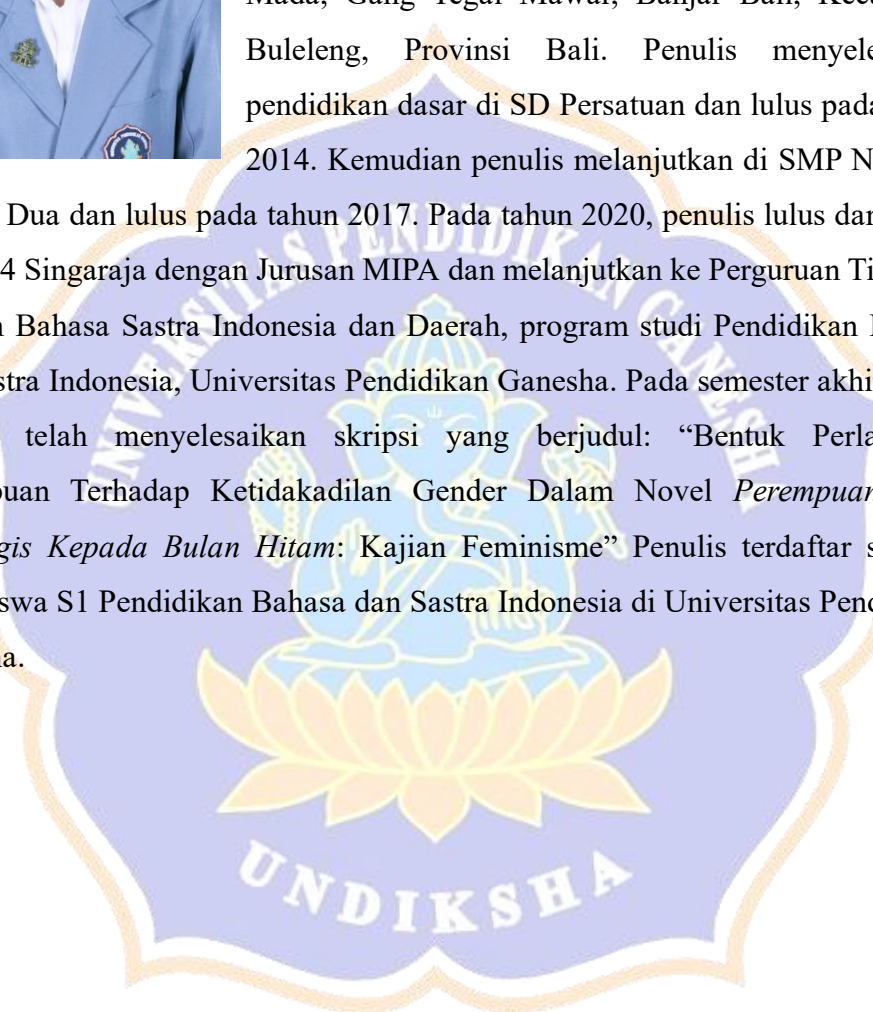 Mada, Gang Tegal Mawar, Banjar Bali, Kec
Buleleng, Provinsi Bali. Penulis menyele
pendidikan dasar di SD Persatuan dan lulus pada
2014. Kemudian penulis melanjutkan di SMP N
Dua dan lulus pada tahun 2017. Pada tahun 2020, penulis lulus dar
4 Singaraja dengan Jurusan MIPA dan melanjutkan ke Perguruan Ti
n Bahasa Sastra Indonesia dan Daerah, program studi Pendidikan
stra Indonesia, Universitas Pendidikan Ganesha. Pada semester akhi
telah menyelesaikan skripsi yang berjudul: “Bentuk Perla
puan Terhadap Ketidakadilan Gender Dalam Novel Perempuan
gis Kepada Bulan Hitam: Kajian Feminisme” Penulis terdaftar s
swa S1 Pendidikan Bahasa dan Sastra Indonesia di Universitas Pend
a.
UNIVERSITAS PENDIDIKAN GANESH
UNDIKSHA